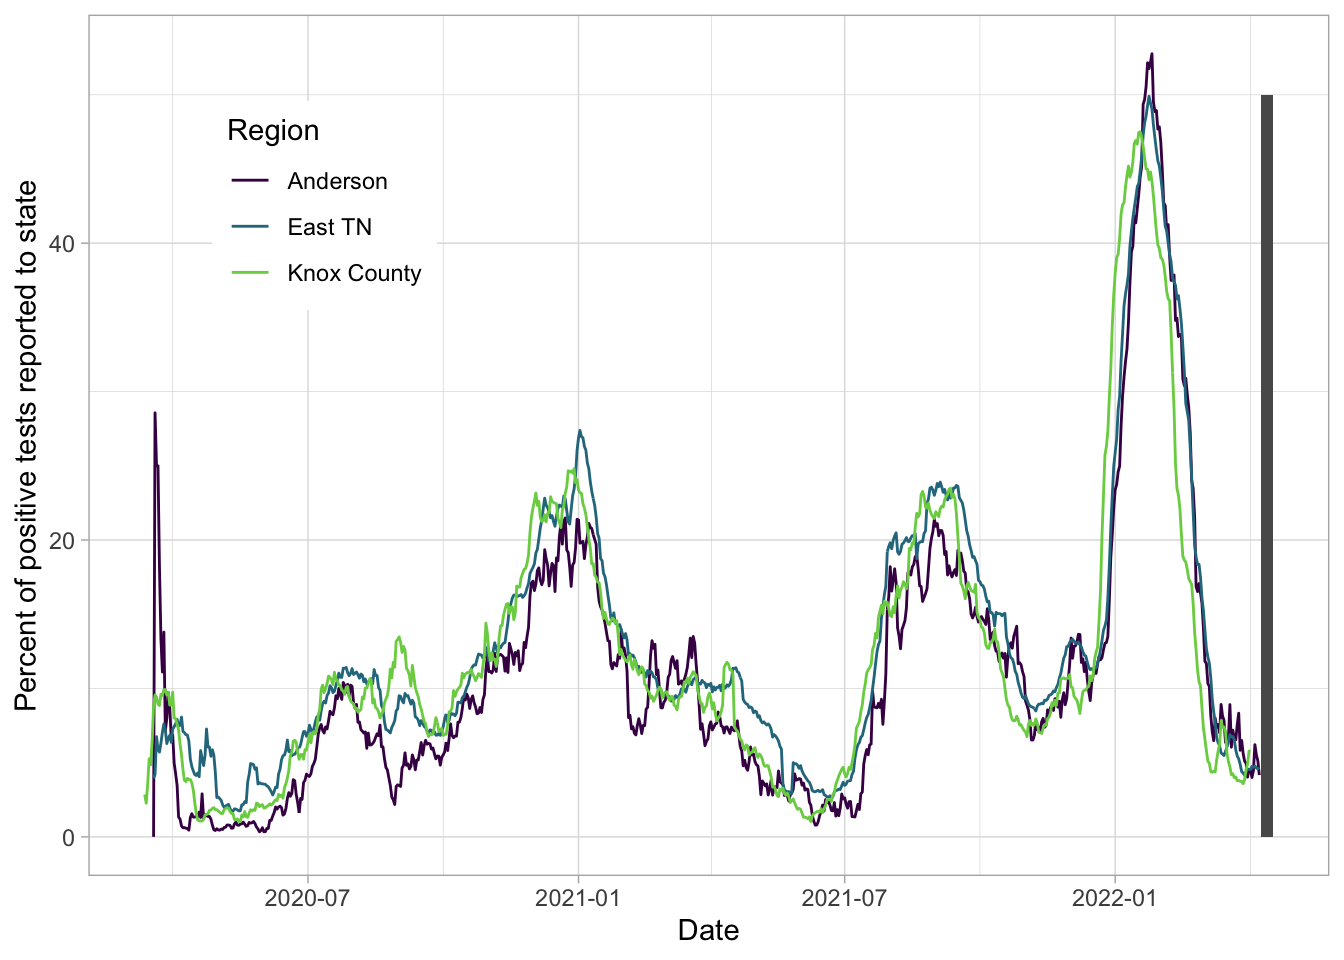 Region
Anderson
East TN
Knox County
Percent of positive tests reported to state
40
20
0
2020-07
2021-01
2021-07
2022-01
Date